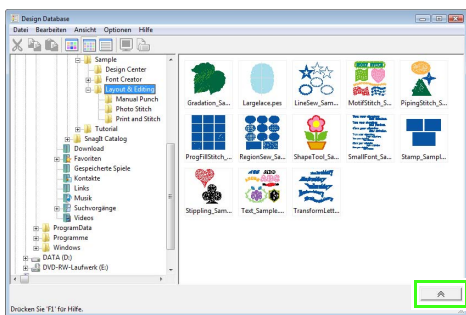 Design Database
Datei Bearbeiten Ansicht Optionen Hilfe
Sample
Design Center
Font Creator
Layout & Editing
Manual Punch
Photo Stitch
Print and Stitch
Tutorial
SnagIt Catalog
Download
Favoriten
Gespeicherte Spiele
Kontakte
Links
Musik
Suchvorgänge
Videos
ProgramData
Programme
Windows
DATA (D:)
DVD-RW-Laufwerk (E:)
Gradation_Sa... Largelace.pes LineSew_Sam... MotifStitch_S... PipingStitch_S...
ProgFillStitch_... RegionSew_Sa... ShapeTool_Sa... SmallFont_Sa... Stamp_Sampl...
Stippling_Sam... Text_Sample.... TransformLett...
Drücken Sie 'F1' für Hilfe.